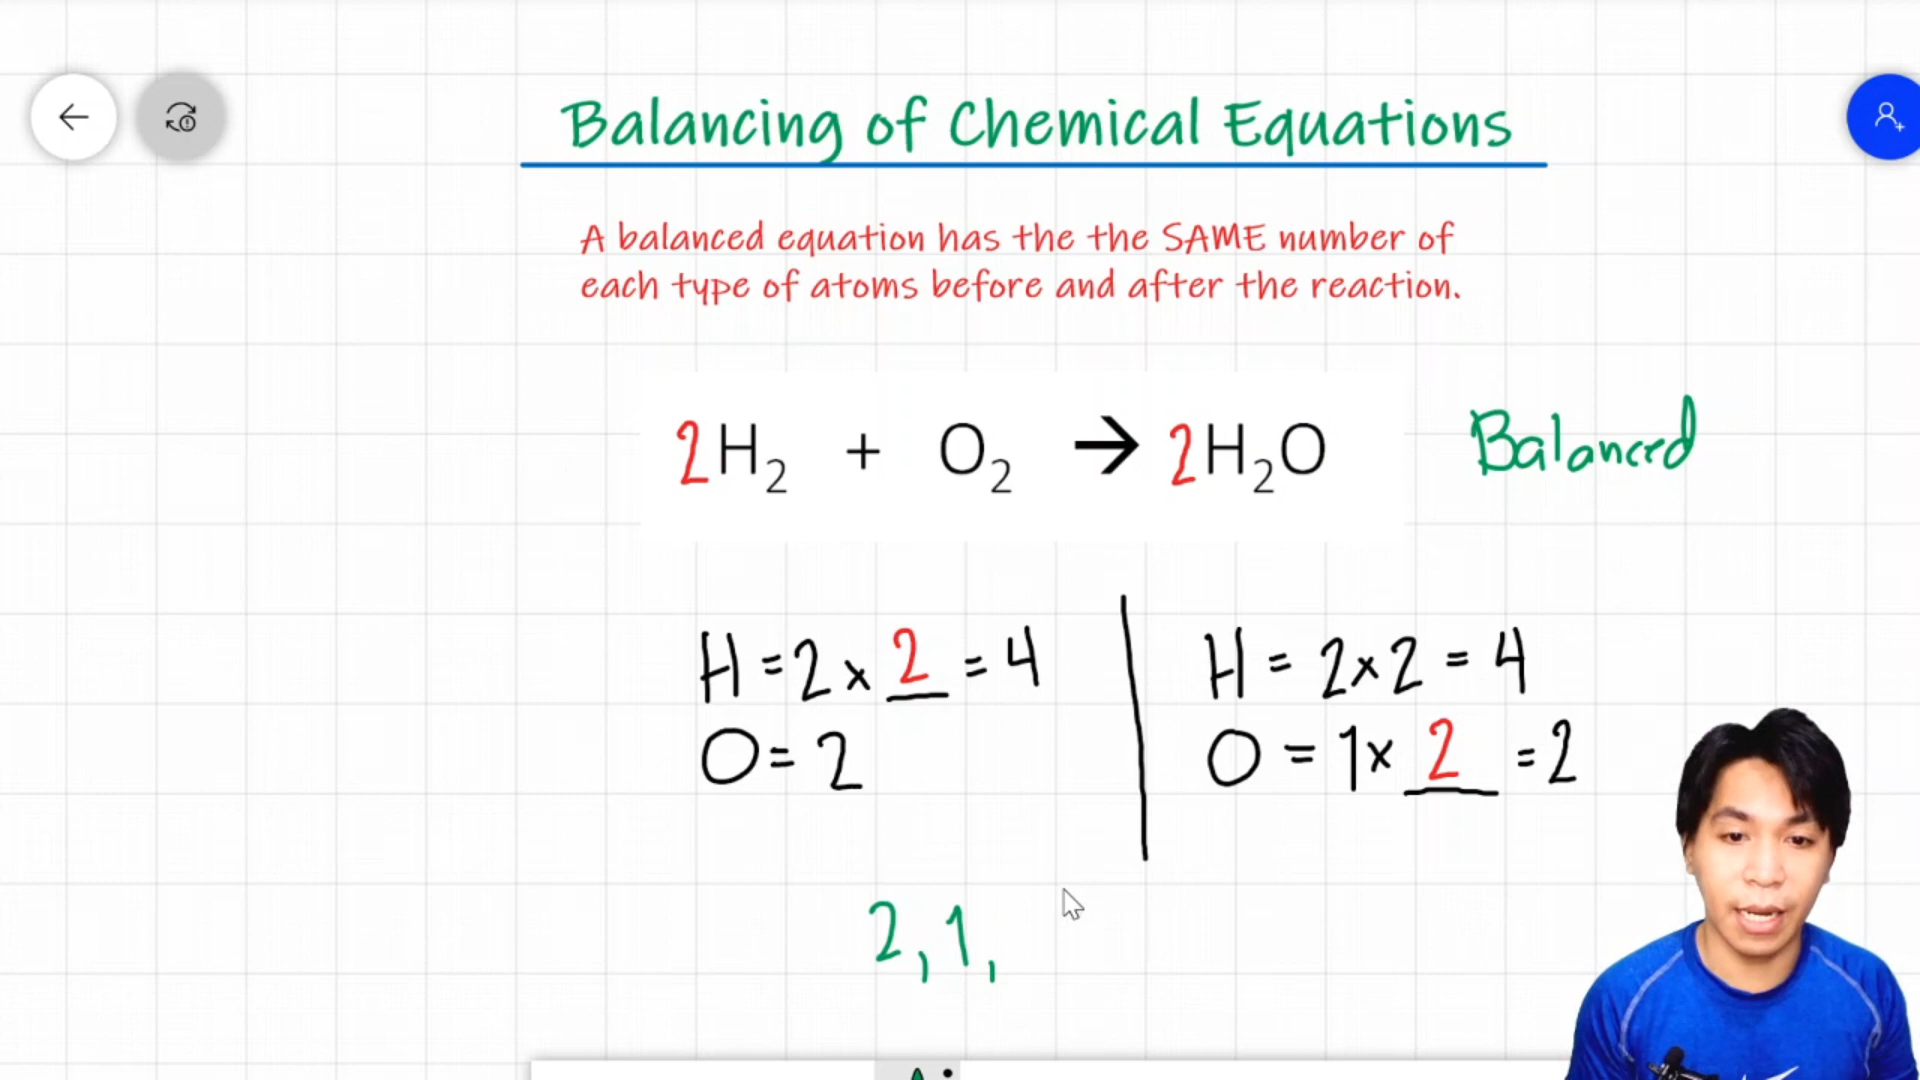 Balancing of Chemical Equations
A balanced equation has the the SAME number of
each type of atoms before and after the reaction.
2H₂ + O₂ → 2H₂O Balanced
H = 2 x 2 = 4
O = 2
H = 2 x 2 = 4
O = 1 x 2 = 2
2, 1,